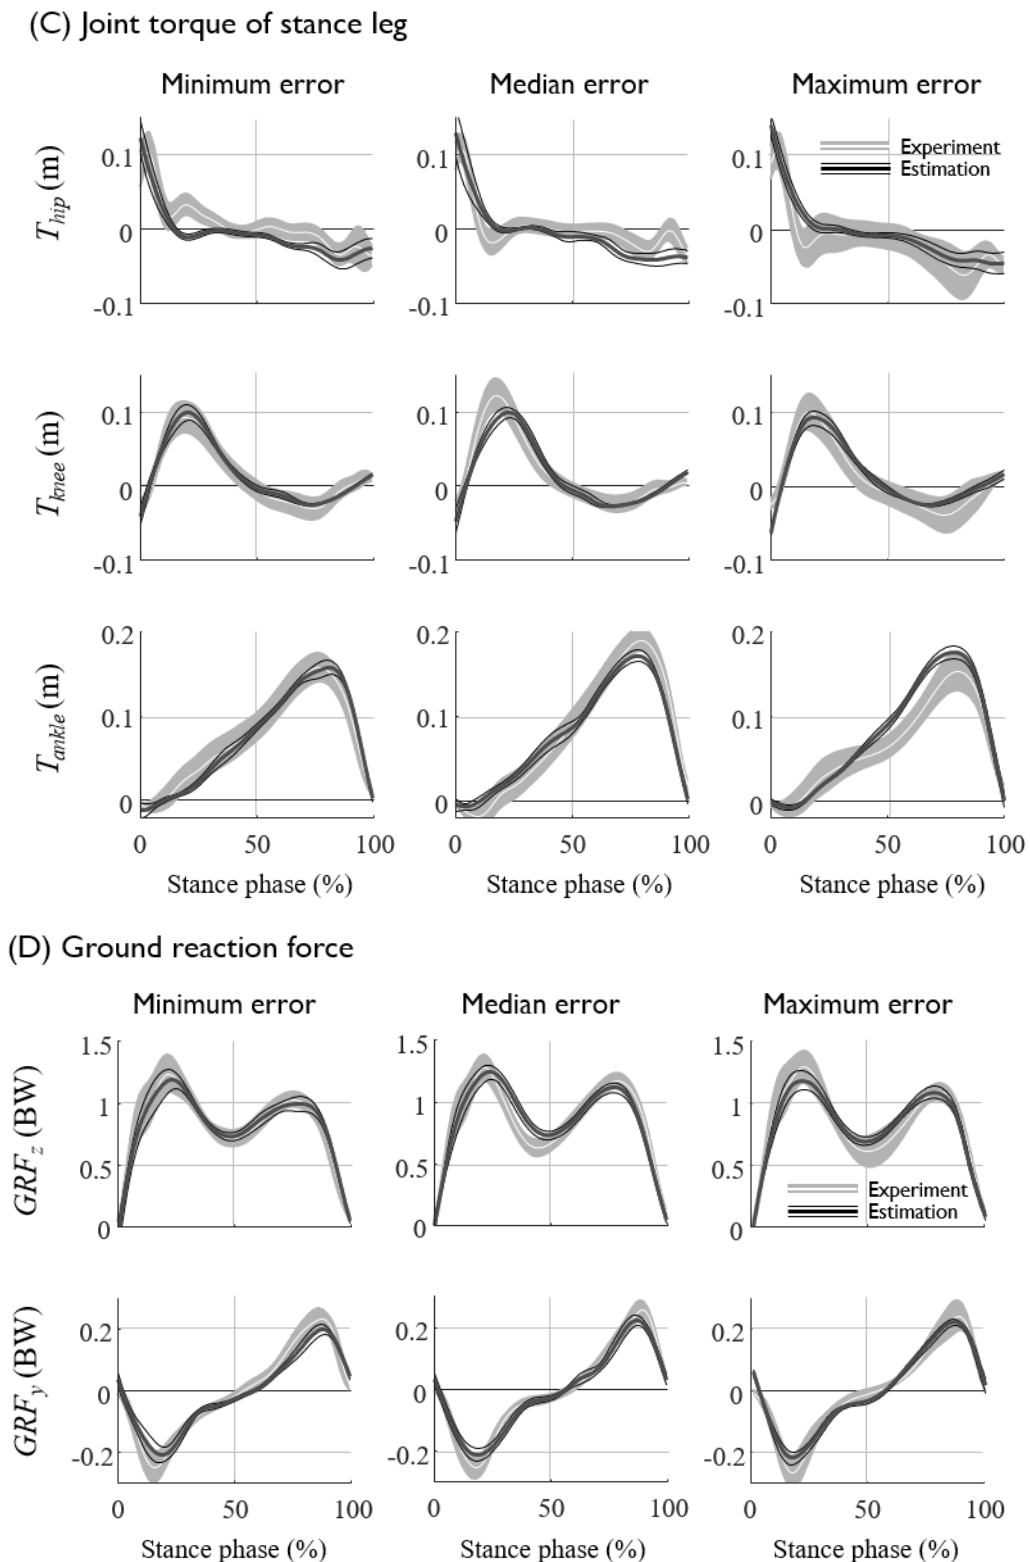 (C) Joint torque of stance leg
Minimum error Median error Maximum error
T_hip (m)
0.1 0 -0.1
0.1 0 -0.1
0.1 0 -0.1
Experiment
Estimation
T_knee (m)
0.1 0 -0.1
0.1 0 -0.1
0.1 0 -0.1
T_ankle (m)
0.2 0.1 0
0.2 0.1 0
0.2 0.1 0
0 50 100 0 50 100 0 50 100
Stance phase (%) Stance phase (%) Stance phase (%)
(D) Ground reaction force
Minimum error Median error Maximum error
GRF_z (BW)
1.5 1 0.5 0
1.5 1 0.5 0
1.5 1 0.5 0
Experiment
Estimation
GRF_y (BW)
0.2 0 -0.2
0.2 0 -0.2
0.2 0 -0.2
0 50 100 0 50 100 0 50 100
Stance phase (%) Stance phase (%) Stance phase (%)